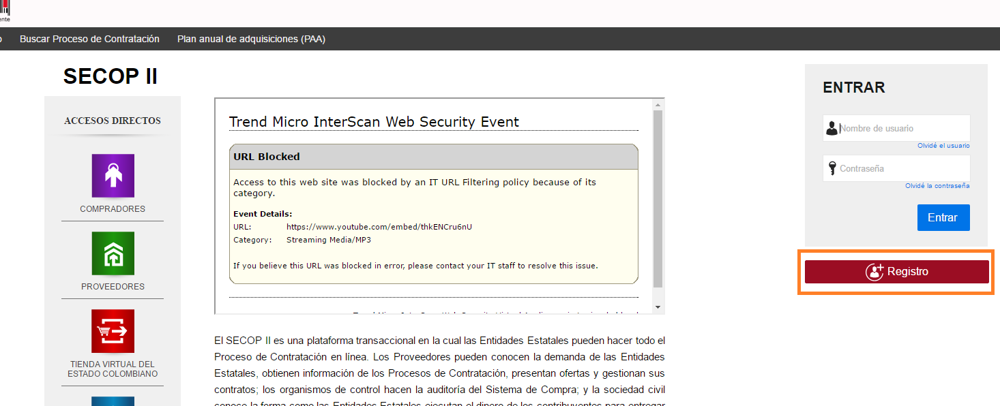 ente
o Buscar Proceso de Contratación Plan anual de adquisiciones (PAA)
SECOP II
ACCESOS DIRECTOS
COMPRADORES
PROVEEDORES
TIENDA VIRTUAL DEL
ESTADO COLOMBIANO
Trend Micro InterScan Web Security Event
URL Blocked
Access to this web site was blocked by an IT URL Filtering policy because of its
category.
Event Details:
URL: https://www.youtube.com/embed/thkENCru6nU
Category: Streaming Media/MP3
If you believe this URL was blocked in error, please contact your IT staff to resolve this issue.
El SECOP II es una plataforma transaccional en la cual las Entidades Estatales pueden hacer todo el
Proceso de Contratación en línea. Los Proveedores pueden conocen la demanda de las Entidades
Estatales, obtienen información de los Procesos de Contratación, presentan ofertas y gestionan sus
contratos; los organismos de control hacen la auditoría del Sistema de Compra; y la sociedad civil
conoce la forma como las Entidades Estatales ejecutan el dinero de los contribuyentes para entregar
ENTRAR
Nombre de usuario
Olvidé el usuario
Contraseña
Olvidé la contraseña
Entrar
Registro